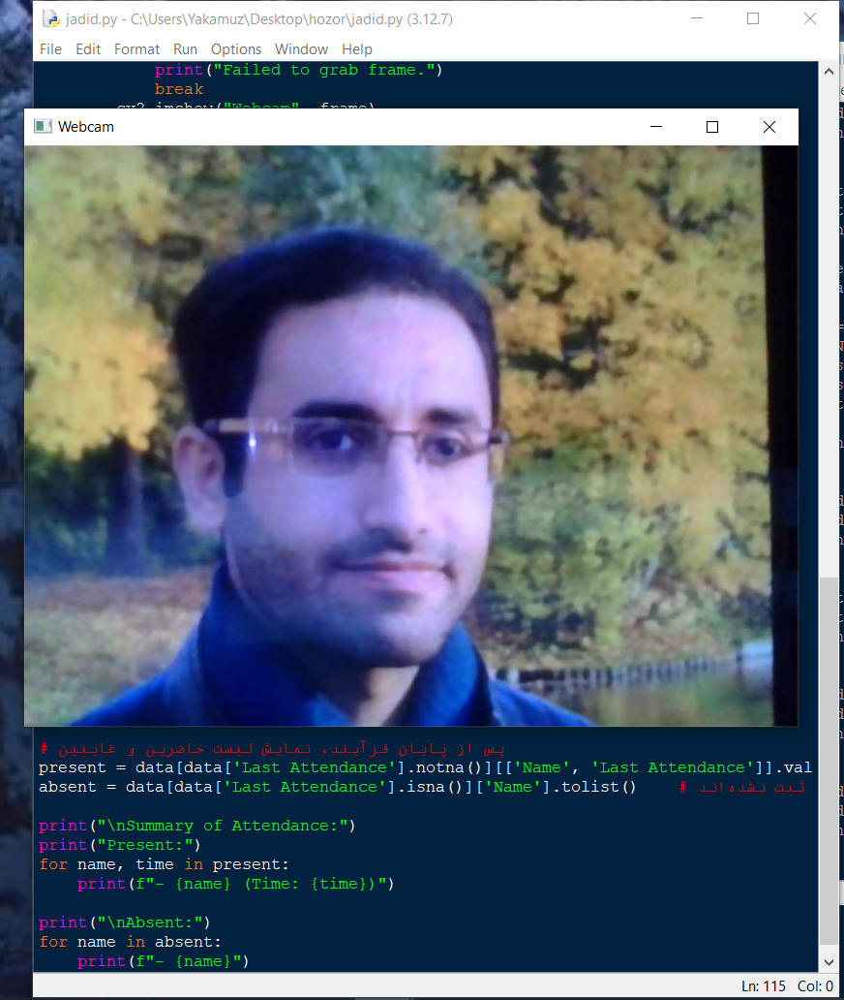 jadid.py - C:\Users\Yakamuz\Desktop\hozor\jadid.py (3.12.7)
File Edit Format Run Options Window Help
print("Failed to grab frame.")
break
cv2.imshow("Webcam", frame)
Webcam
# پس از پایان فرآیند، نمایش لیست حاضرین و غایبین
present = data[data['Last Attendance'].notna()][['Name', 'Last Attendance']].val
absent = data[data['Last Attendance'].isna()]['Name'].tolist() # ثبت نشده‌اند
print("\nSummary of Attendance:")
print("Present:")
for name, time in present:
print(f"- {name} (Time: {time})")
print("\nAbsent:")
for name in absent:
print(f"- {name}")
Ln: 115 Col: 0